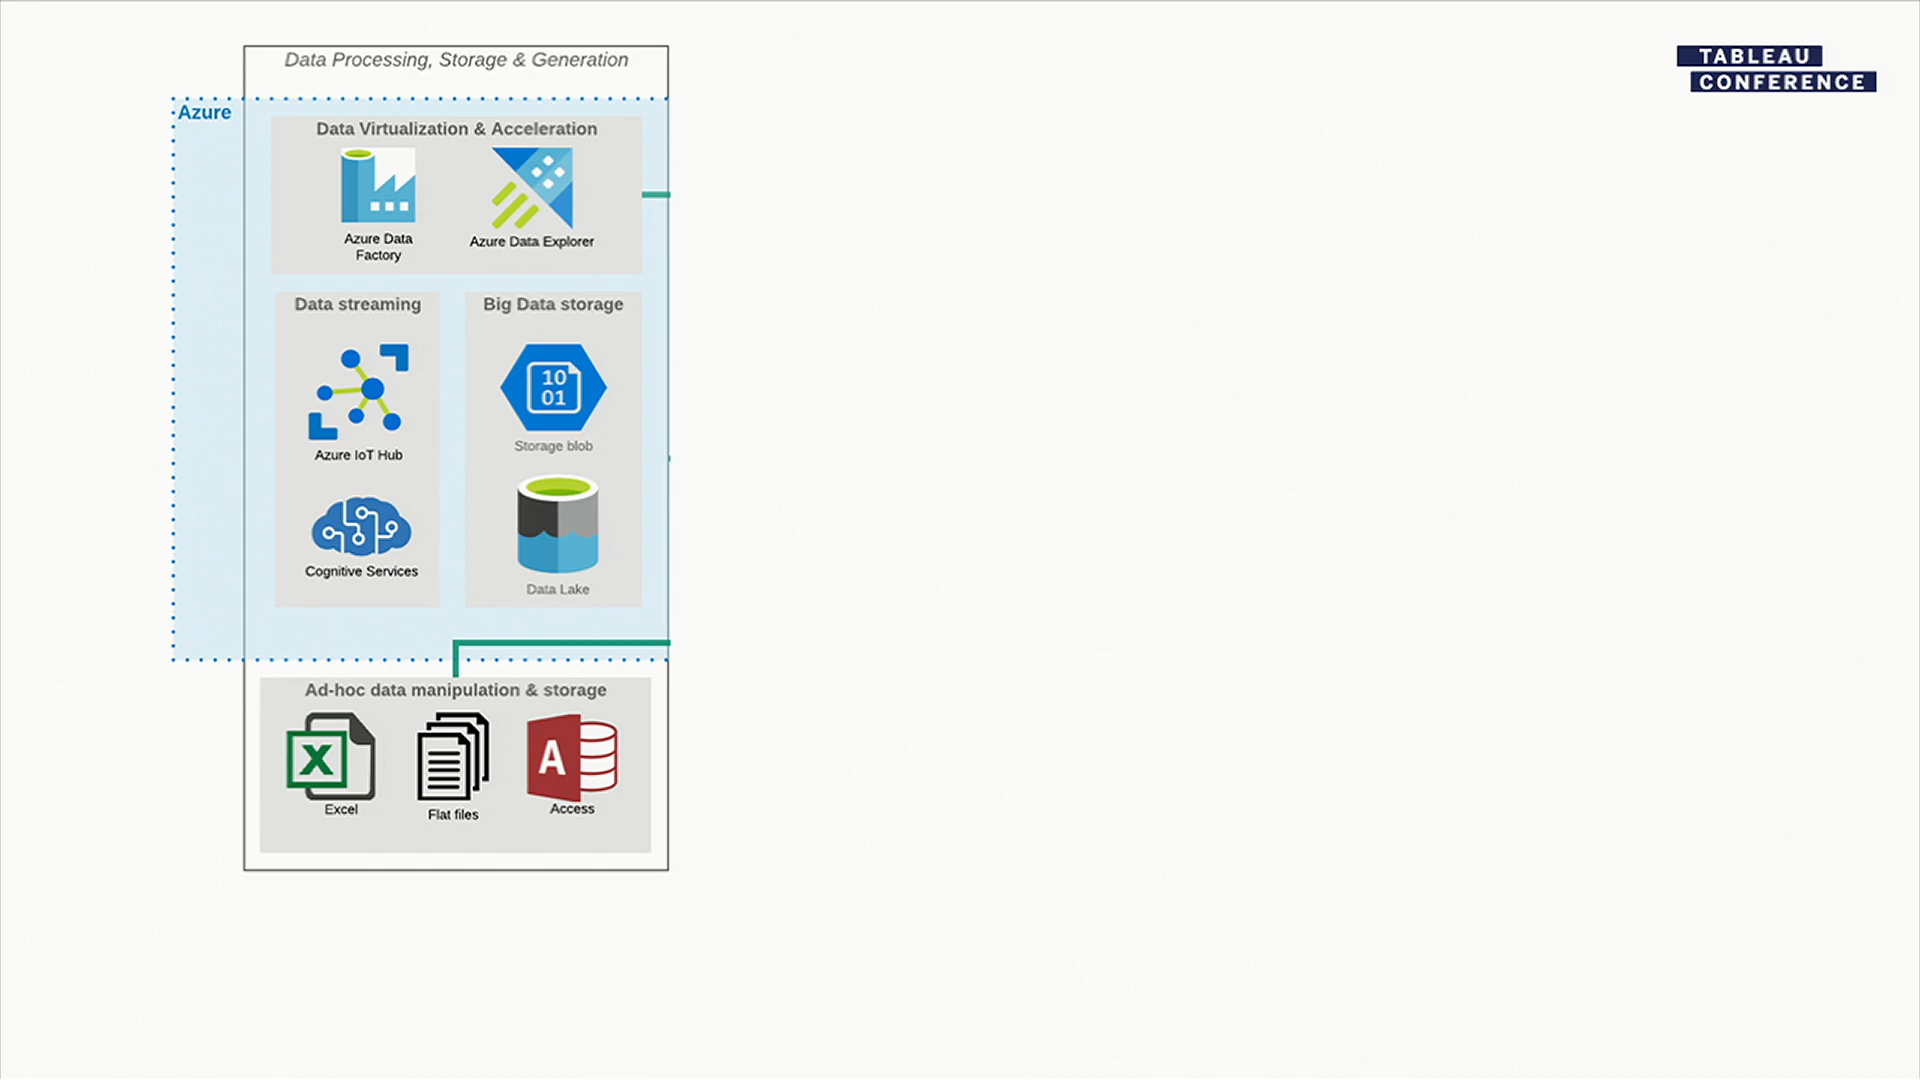 Data Processing, Storage & Generation
TABLEAU
CONFERENCE
Azure
Data Virtualization & Acceleration
Azure Data
Factory
Azure Data Explorer
Data streaming
Big Data storage
10
01
Azure IoT Hub
Storage blob
Cognitive Services
Data Lake
Ad-hoc data manipulation & storage
X
A
Excel
Flat files
Access